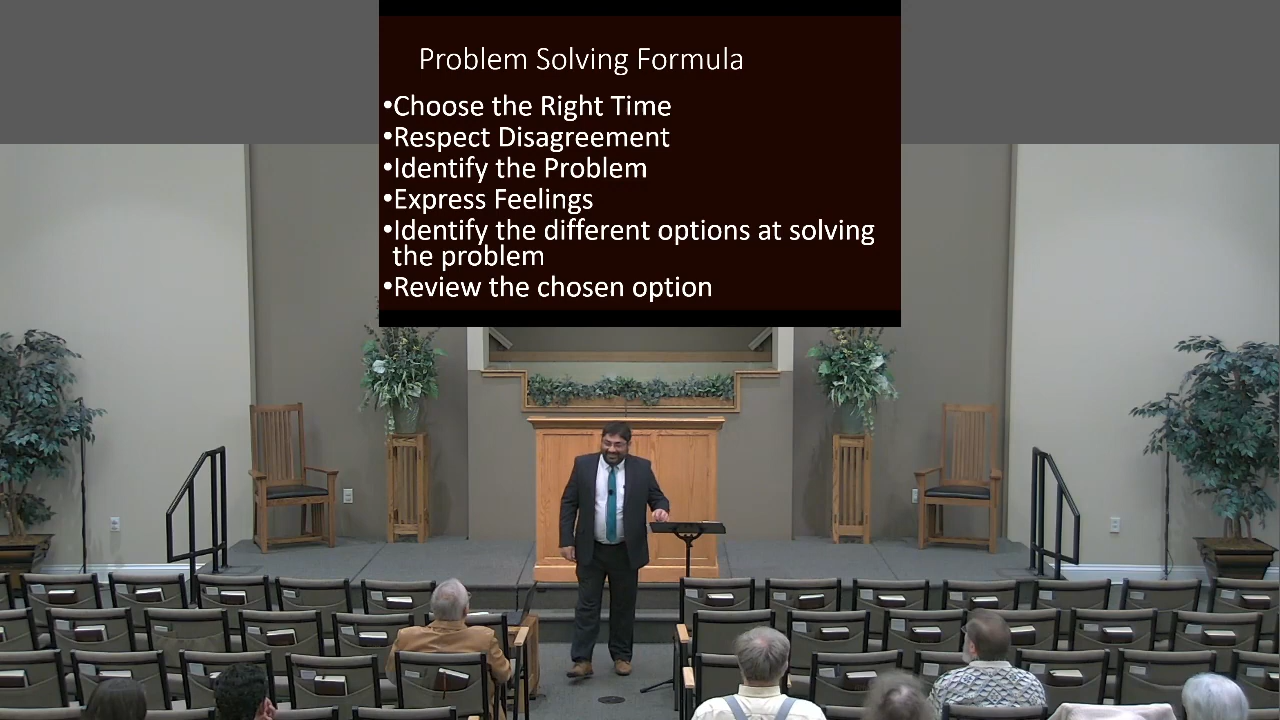 Problem Solving Formula
•Choose the Right Time
•Respect Disagreement
•Identify the Problem
•Express Feelings
•Identify the different options at solving
the problem
•Review the chosen option